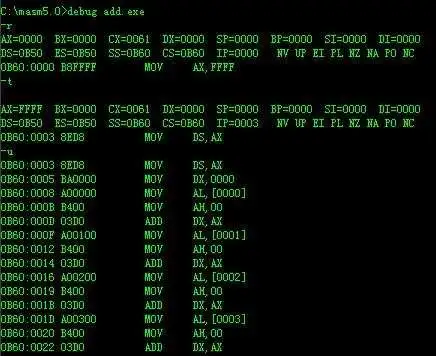 C:\masm5.0>debug add.exe
-r
AX=0000 BX=0000 CX=0061 DX=0000 SP=0000 BP=0000 SI=0000 DI=0000
DS=0B50 ES=0B50 SS=0B60 CS=0B60 IP=0000 NV UP EI PL NZ NA PO NC
0B60:0000 B8FFFF MOV AX,FFFF
-t
AX=FFFF BX=0000 CX=0061 DX=0000 SP=0000 BP=0000 SI=0000 DI=0000
DS=0B50 ES=0B50 SS=0B60 CS=0B60 IP=0003 NV UP EI PL NZ NA PO NC
0B60:0003 8ED8 MOV DS,AX
-u
0B60:0003 8ED8 MOV DS,AX
0B60:0005 BA0000 MOV DX,0000
0B60:0008 A00000 MOV AL,[0000]
0B60:000B B400 MOV AH,00
0B60:000D 03D0 ADD DX,AX
0B60:000F A00100 MOV AL,[0001]
0B60:0012 B400 MOV AH,00
0B60:0014 03D0 ADD DX,AX
0B60:0016 A00200 MOV AL,[0002]
0B60:0019 B400 MOV AH,00
0B60:001B 03D0 ADD DX,AX
0B60:001D A00300 MOV AL,[0003]
0B60:0020 B400 MOV AH,00
0B60:0022 03D0 ADD DX,AX